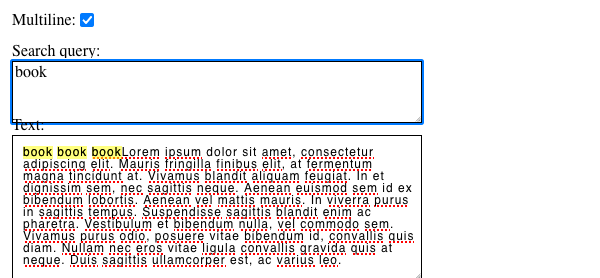 Multiline:
Search query:
book
Text:
book book bookLorem ipsum dolor sit amet, consectetur
adipiscing elit. Mauris fringilla finibus elit, at fermentum
magna tincidunt at. Vivamus blandit aliquam feugiat. In et
dignissim sem, nec sagittis neque. Aenean euismod sem id ex
bibendum lobortis. Aenean vel mattis mauris. In viverra purus
in sagittis tempus. Suspendisse sagittis blandit enim ac
pharetra. Vestibulum et bibendum nulla, vel commodo sem.
Vivamus purus odio, posuere vitae bibendum id, convallis quis
diam. Nullam nec eros vitae ligula convallis gravida quis at
neque. Duis sagittis ullamcorper est, ac varius leo.